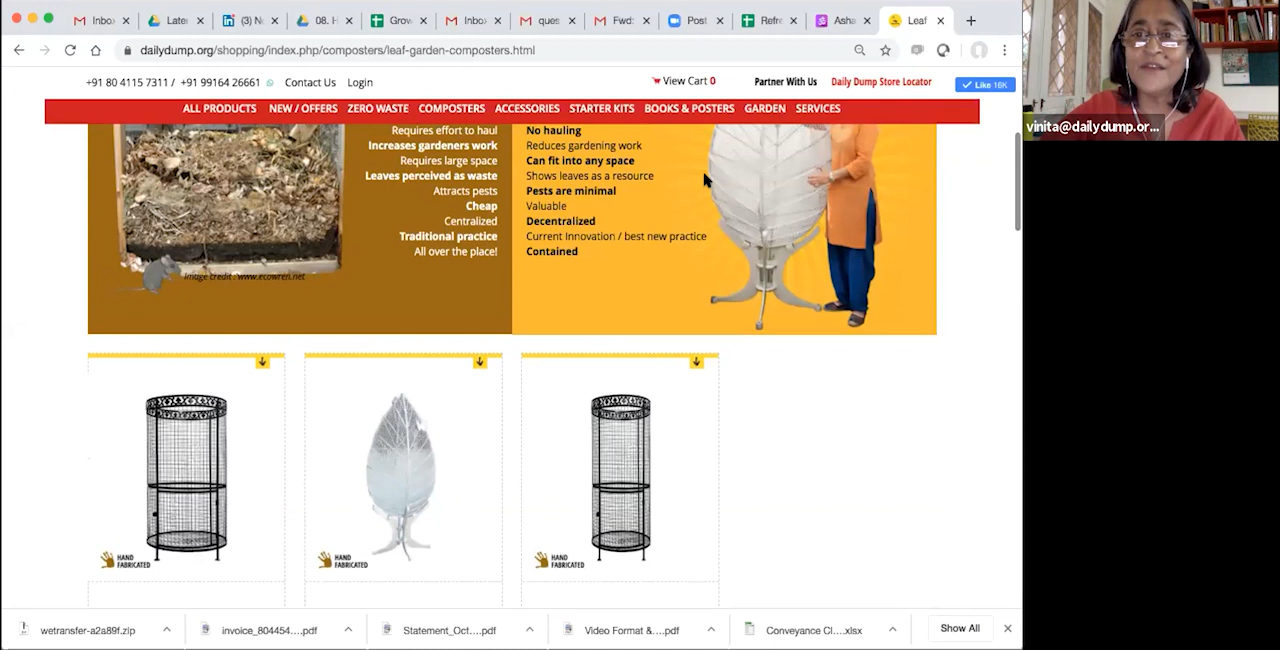 Inbo
Late
(3) N
08. H
Grow
Inbo
ques
Fwd:
Post
Refr
Asha
Leaf
dailydump.org/shopping/index.php/composters/leaf-garden-composters.html
+91 80 4115 7311 / +91 99164 26661 Contact Us Login View Cart 0 Partner With Us Daily Dump Store Locator Like 16K
ALL PRODUCTS NEW / OFFERS ZERO WASTE COMPOSTERS ACCESSORIES STARTER KITS BOOKS & POSTERS GARDEN SERVICES
vinita@dailydump.or...
Requires effort to haul
Increases gardeners work
Requires large space
Leaves perceived as waste
Attracts pests
Cheap
Centralized
Traditional practice
All over the place!
Image credit : www.ecowren.net
No hauling
Reduces gardening work
Can fit into any space
Shows leaves as a resource
Pests are minimal
Valuable
Decentralized
Current Innovation / best new practice
Contained
HAND
FABRICATED
HAND
FABRICATED
HAND
FABRICATED
wetransfer-a2a89f.zip
invoice_804454....pdf
Statement_Oct....pdf
Video Format &....pdf
Conveyance Cl....xlsx
Show All